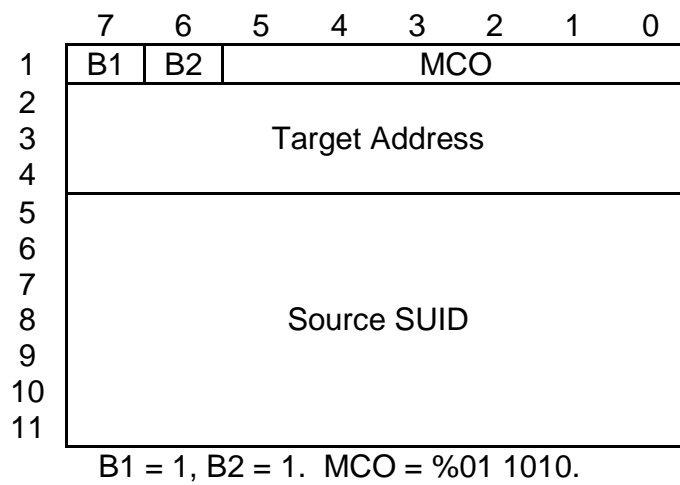 7 6 5 4 3 2 1 0
1 B1 B2 MCO
2
3 Target Address
4
5
6
7
8 Source SUID
9
10
11
B1 = 1, B2 = 1. MCO = %01 1010.